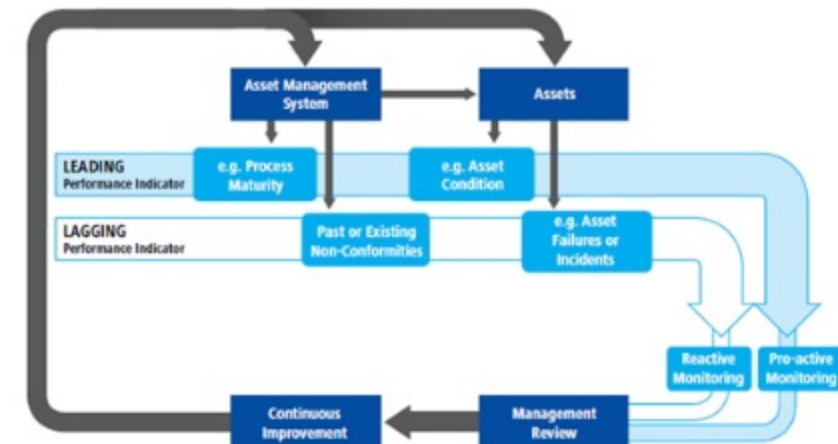 Asset Management
System
Assets
LEADING
Performance Indicator
e.g. Process
Maturity
e.g. Asset
Condition
LAGGING
Performance Indicator
Past or Existing
Non-Conformities
e.g. Asset
Failures or
Incidents
Reactive
Monitoring
Pro-active
Monitoring
Continuous
Improvement
Management
Review